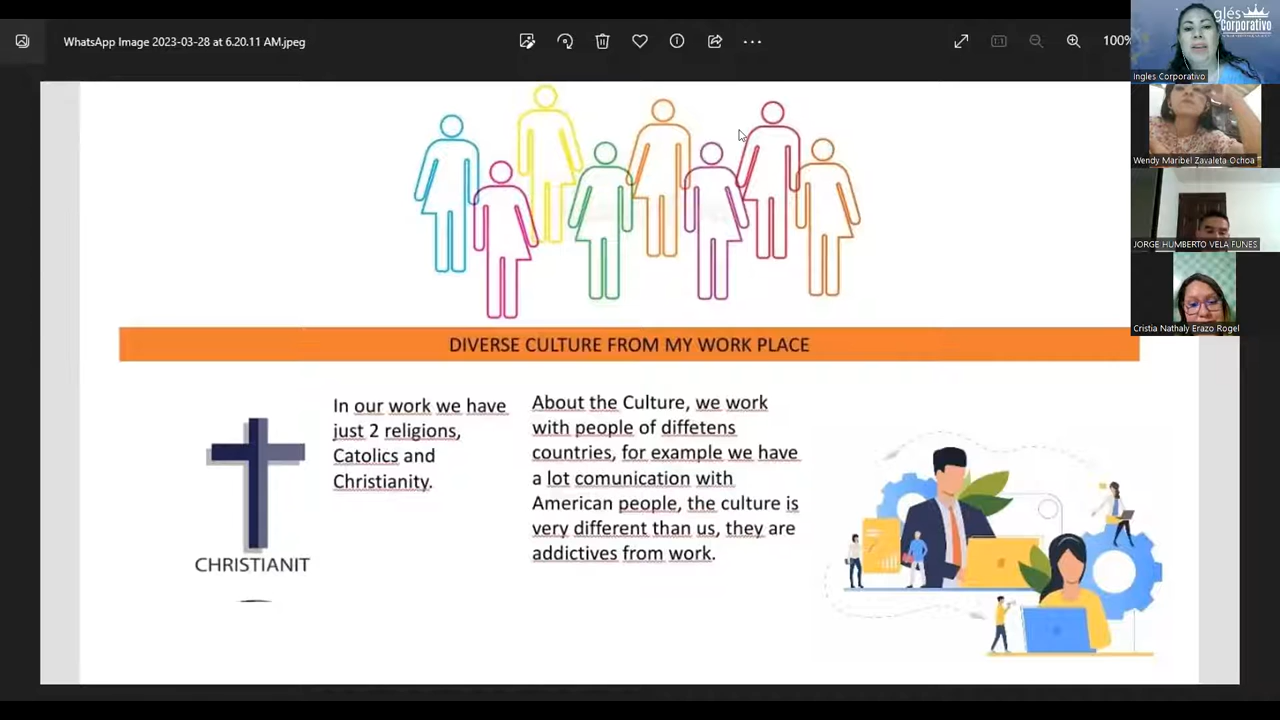 WhatsApp Image 2023-03-28 at 6.20.11 AM.jpeg
100%
glés
Corporativo
Ingles Corporativo
Wendy Maribel Zavaleta Ochoa
JORGE HUMBERTO VELA FUNES
Cristia Nathaly Erazo Rogel
DIVERSE CULTURE FROM MY WORK PLACE
In our work we have
just 2 religions,
Catolics and
Christianity.
CHRISTIANIT
About the Culture, we work
with people of diffetens
countries, for example we have
a lot comunication with
American people, the culture is
very different than us, they are
addictives from work.